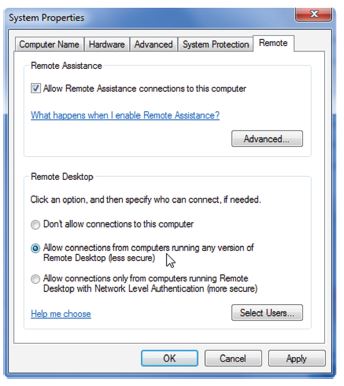 System Properties
Computer Name Hardware Advanced System Protection Remote
Remote Assistance
Allow Remote Assistance connections to this computer
What happens when I enable Remote Assistance?
Advanced...
Remote Desktop
Click an option, and then specify who can connect, if needed.
Don't allow connections to this computer
Allow connections from computers running any version of
Remote Desktop (less secure)
Allow connections only from computers running Remote
Desktop with Network Level Authentication (more secure)
Help me choose
Select Users...
OK Cancel Apply